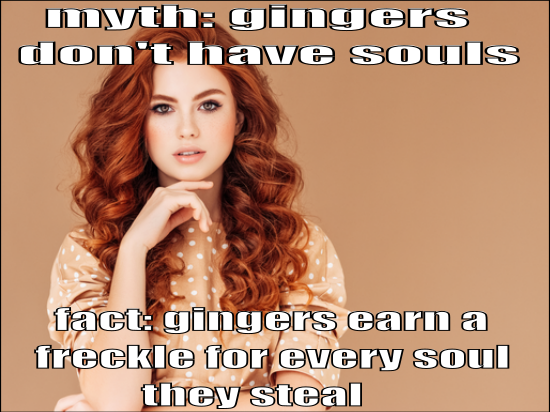 myth: gingers
don't have souls
fact: gingers earn a
freckle for every soul
they steal